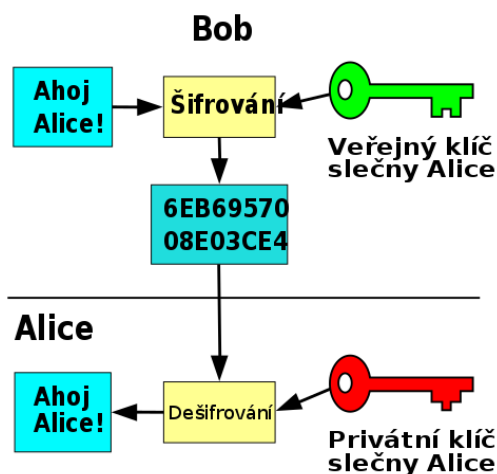 Bob
Ahoj
Alice!
Šifrování
Veřejný klíč
slečny Alice
6EB69570
08E03CE4
Alice
Ahoj
Alice!
Dešifrování
Privátní klíč
slečny Alice